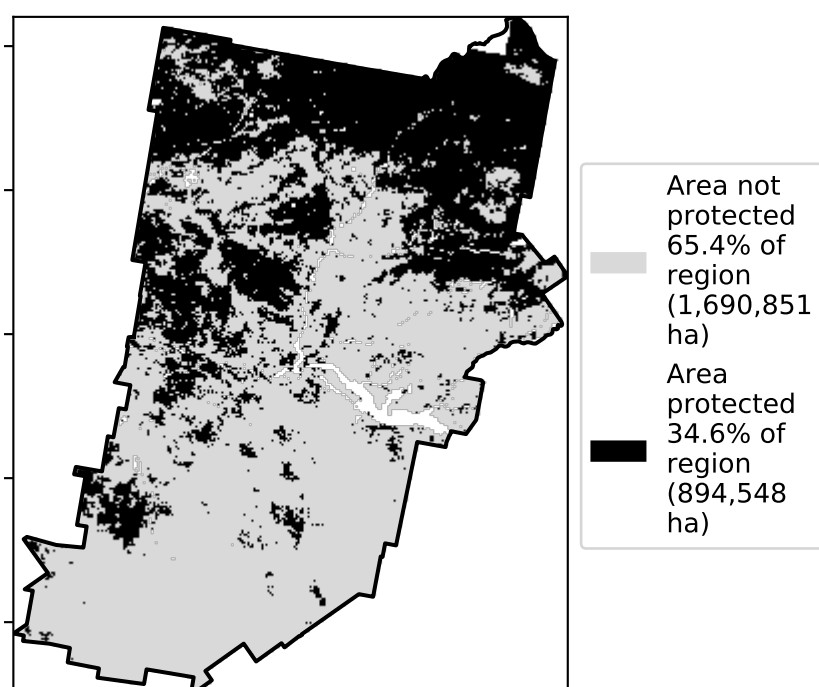 Area not
protected
65.4% of
region
(1,690,851
ha)
Area
protected
34.6% of
region
(894,548
ha)